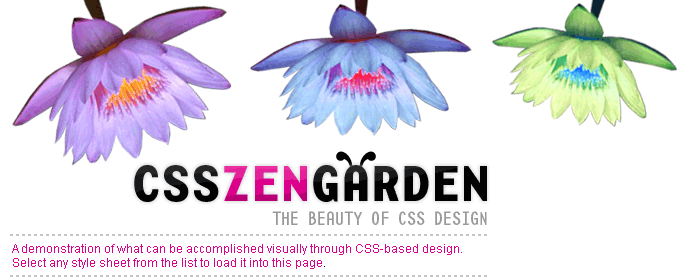 CSSZENGARDEN
THE BEAUTY OF CSS DESIGN
A demonstration of what can be accomplished visually through CSS-based design.
Select any style sheet from the list to load it into this page.